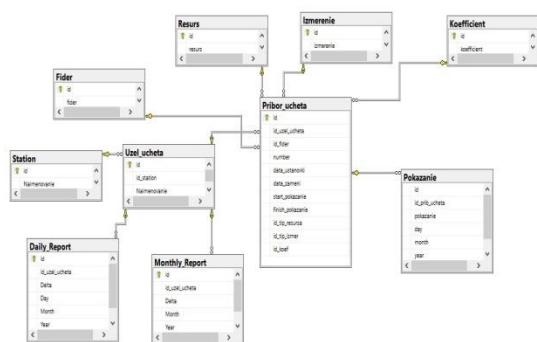 Resurs
id
resurs
Izmerenie
id
izmerenie
Koefficient
id
koefficient
Fider
id
fider
Pribor_ucheta
id
id_uzel_ucheta
id_fider
number
data_ustanovki
data_zameni
start_pokazanie
finish_pokazanie
id_tip_resursa
id_tip_izmer
id_koef
Station
id
Naimenovanie
Uzel_ucheta
id
id_station
Naimenovanie
Pokazanie
id
id_prib_ucheta
pokazanie
day
month
year
Daily_Report
id
id_uzel_ucheta
Delta
Day
Month
Year
Monthly_Report
id
id_uzel_ucheta
Delta
Month
Year